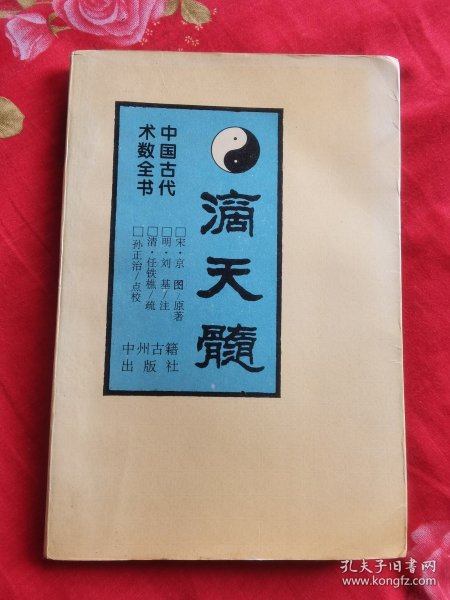 中国古代
术数全书
滴天髓
□宋·京 图/原著
□明·刘 基/注
□清·任铁樵/疏
□孙正治/点校
中州古籍
出版社
孔夫子旧书网
www.kongfz.com